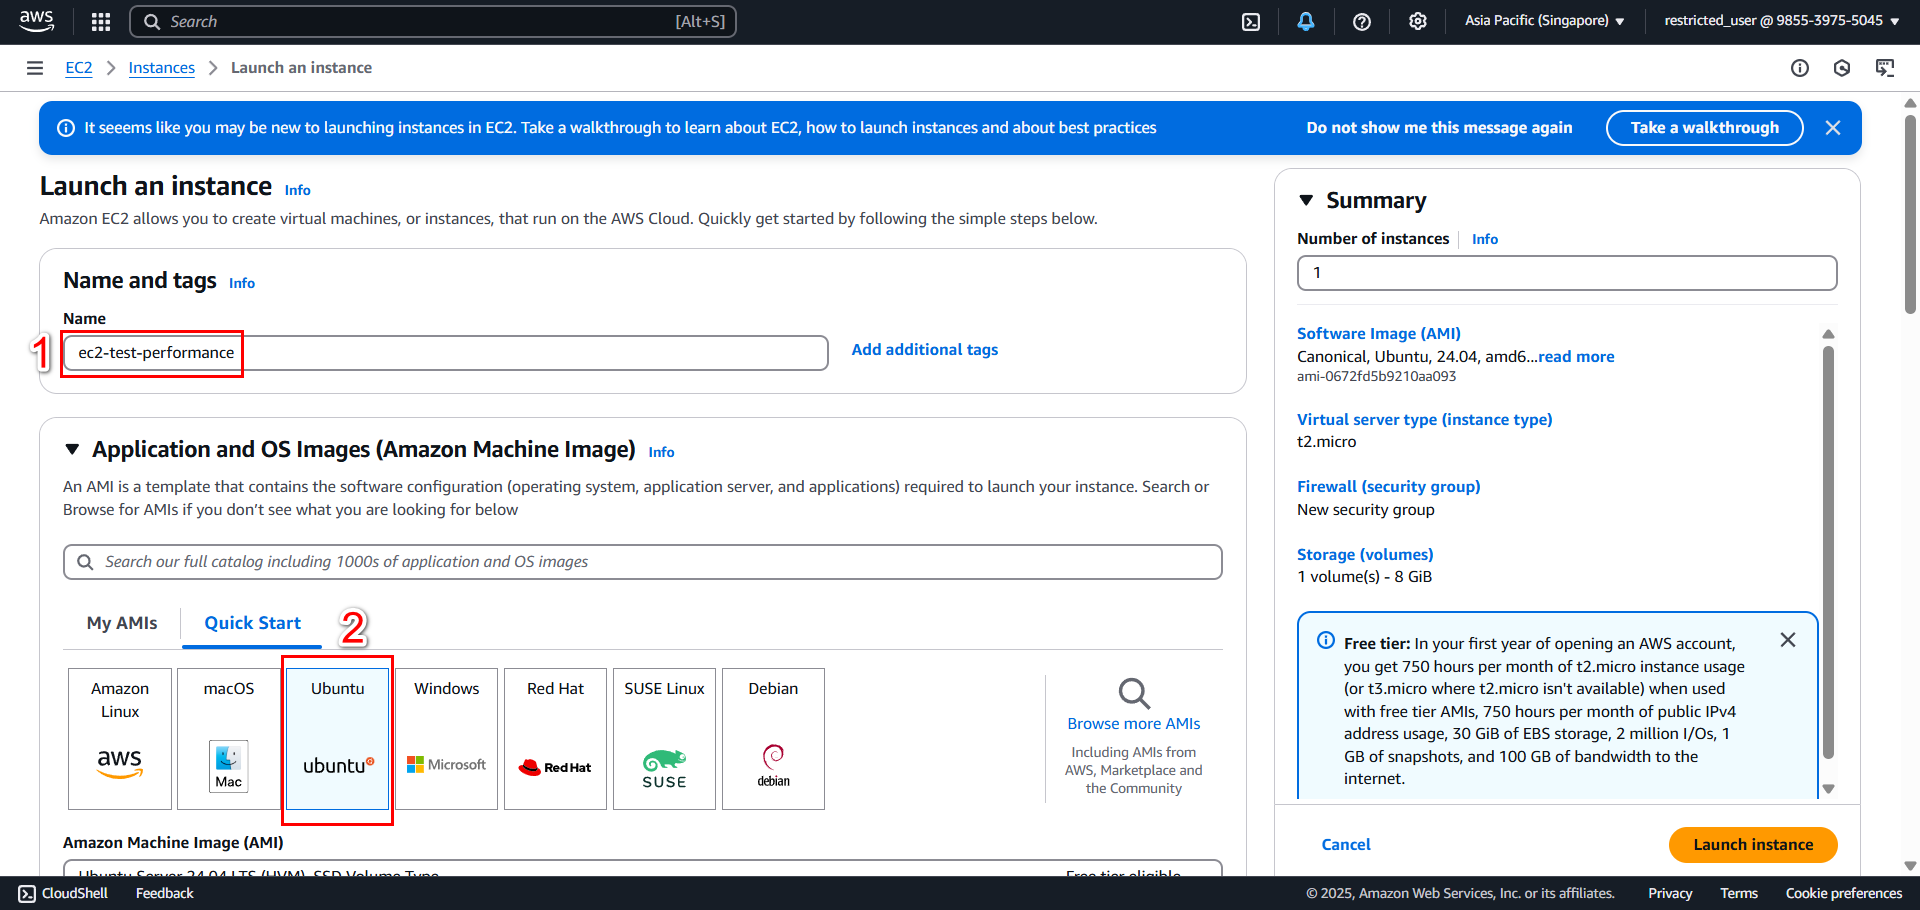 aws
Search [Alt+S]
Asia Pacific (Singapore)
restricted_user @ 9855-3975-5045
EC2
Instances
Launch an instance
It seeems like you may be new to launching instances in EC2. Take a walkthrough to learn about EC2, how to launch instances and about best practices
Do not show me this message again
Take a walkthrough
Launch an instance Info
Amazon EC2 allows you to create virtual machines, or instances, that run on the AWS Cloud. Quickly get started by following the simple steps below.
Name and tags Info
Name
1
ec2-test-performance
Add additional tags
Application and OS Images (Amazon Machine Image) Info
An AMI is a template that contains the software configuration (operating system, application server, and applications) required to launch your instance. Search or
Browse for AMIs if you don’t see what you are looking for below
Search our full catalog including 1000s of application and OS images
My AMIs
Quick Start
2
Amazon
Linux
aws
macOS
Mac
Ubuntu
ubuntu
Windows
Microsoft
Red Hat
RedHat
SUSE Linux
SUSE
Debian
debian
Browse more AMIs
Including AMIs from
AWS, Marketplace and
the Community
Amazon Machine Image (AMI)
Ubuntu Server 24.04 LTS (HVM), SSD Volume Type
Free tier eligible
Summary
Number of instances Info
1
Software Image (AMI)
Canonical, Ubuntu, 24.04, amd6...read more
ami-0672fd5b9210aa093
Virtual server type (instance type)
t2.micro
Firewall (security group)
New security group
Storage (volumes)
1 volume(s) - 8 GiB
Free tier: In your first year of opening an AWS account,
you get 750 hours per month of t2.micro instance usage
(or t3.micro where t2.micro isn't available) when used
with free tier AMIs, 750 hours per month of public IPv4
address usage, 30 GiB of EBS storage, 2 million I/Os, 1
GB of snapshots, and 100 GB of bandwidth to the
internet.
Cancel
Launch instance
CloudShell
Feedback
© 2025, Amazon Web Services, Inc. or its affiliates.
Privacy
Terms
Cookie preferences